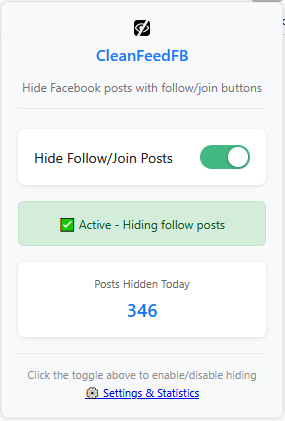 CleanFeedFB
Hide Facebook posts with follow/join buttons
Hide Follow/Join Posts
✅ Active - Hiding follow posts
Posts Hidden Today
346
Click the toggle above to enable/disable hiding
⚙️ Settings & Statistics